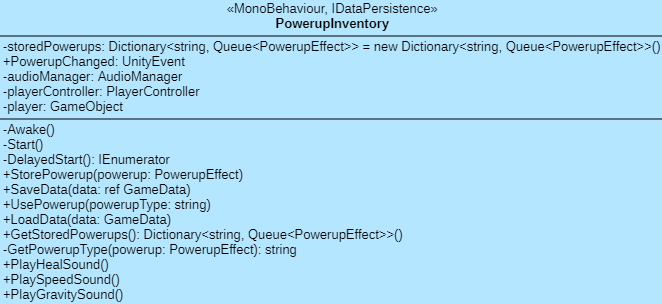 «MonoBehaviour, IDataPersistence»
PowerupInventory
-storedPowerups: Dictionary<string, Queue<PowerupEffect>> = new Dictionary<string, Queue<PowerupEffect>>()
+PowerupChanged: UnityEvent
-audioManager: AudioManager
-playerController: PlayerController
-player: GameObject
-Awake()
-Start()
-DelayedStart(): IEnumerator
+StorePowerup(powerup: PowerupEffect)
+SaveData(data: ref GameData)
+UsePowerup(powerupType: string)
+LoadData(data: GameData)
+GetStoredPowerups(): Dictionary<string, Queue<PowerupEffect>>()
-GetPowerupType(powerup: PowerupEffect): string
+PlayHealSound()
+PlaySpeedSound()
+PlayGravitySound()